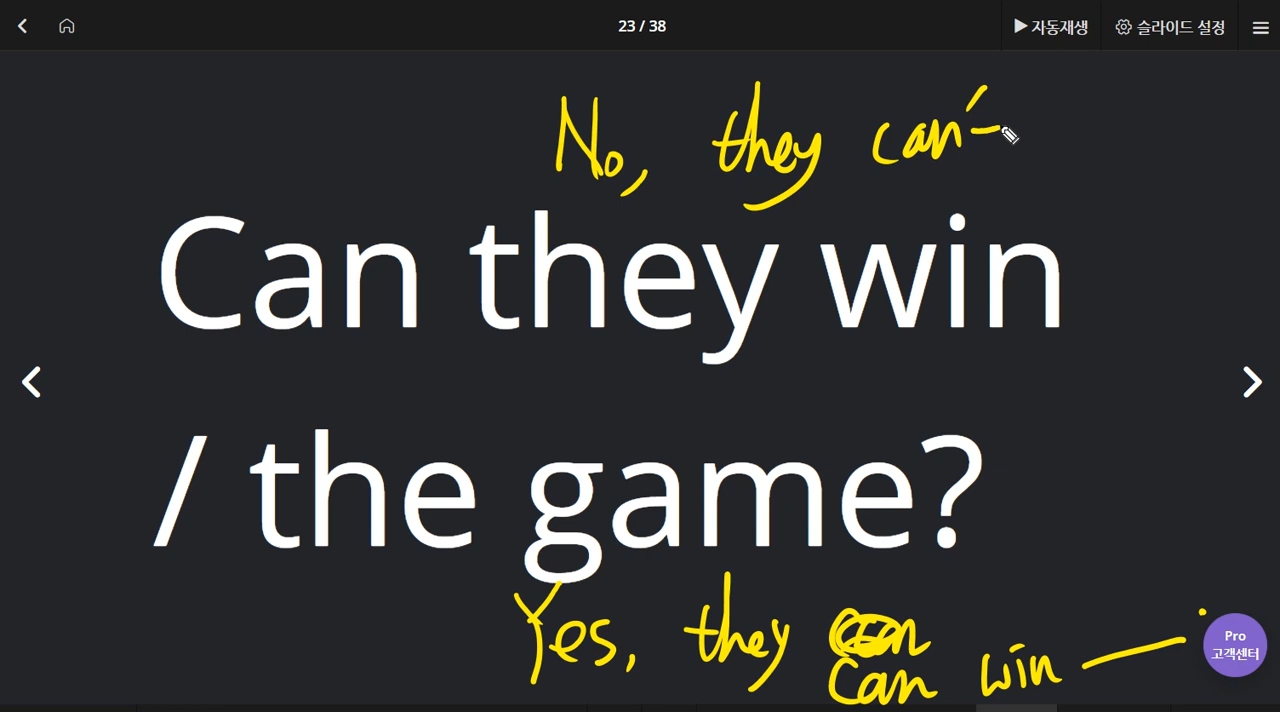 23 / 38
자동재생
슬라이드 설정
No, they can'
Can they win
/ the game?
Yes, they
can win
Pro
고객센터